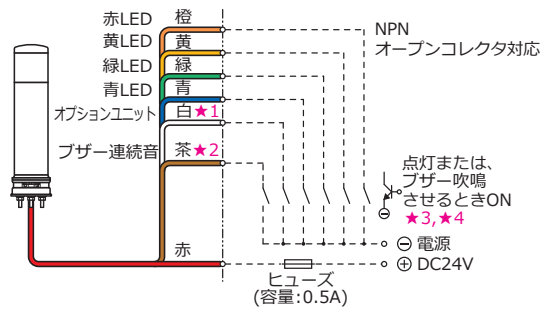 赤LED 橙
黄LED 黄
緑LED 緑
青LED 青
オプションユニット 白★1
ブザー連続音 茶★2
赤
NPN
オープンコレクタ対応
点灯または、
ブザー吹鳴
させるときON
★3,★4
⊖ 電源
⊕ DC24V
ヒューズ
(容量:0.5A)